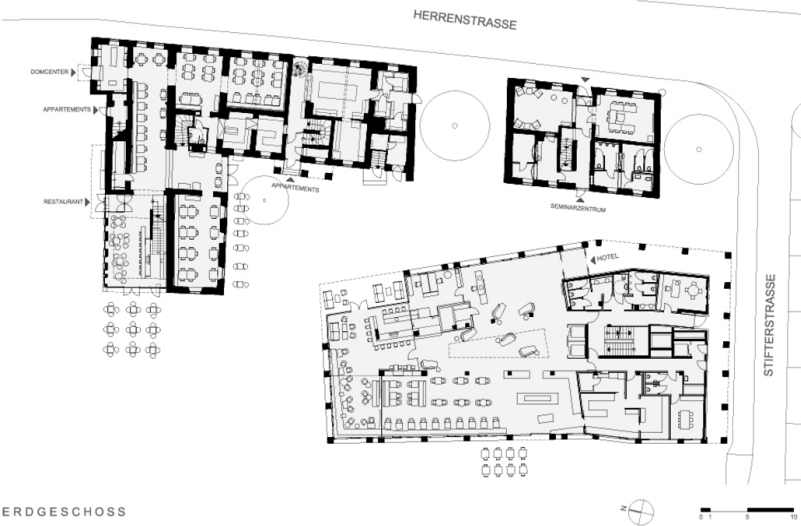 HERRENSTRASSE
DOMCENTER
APPARTEMENTS
RESTAURANT
APPARTEMENTS
SEMINARZENTRUM
HOTEL
STIFTERSTRASSE
ERDGESCHOSS
N
0 1 5 10